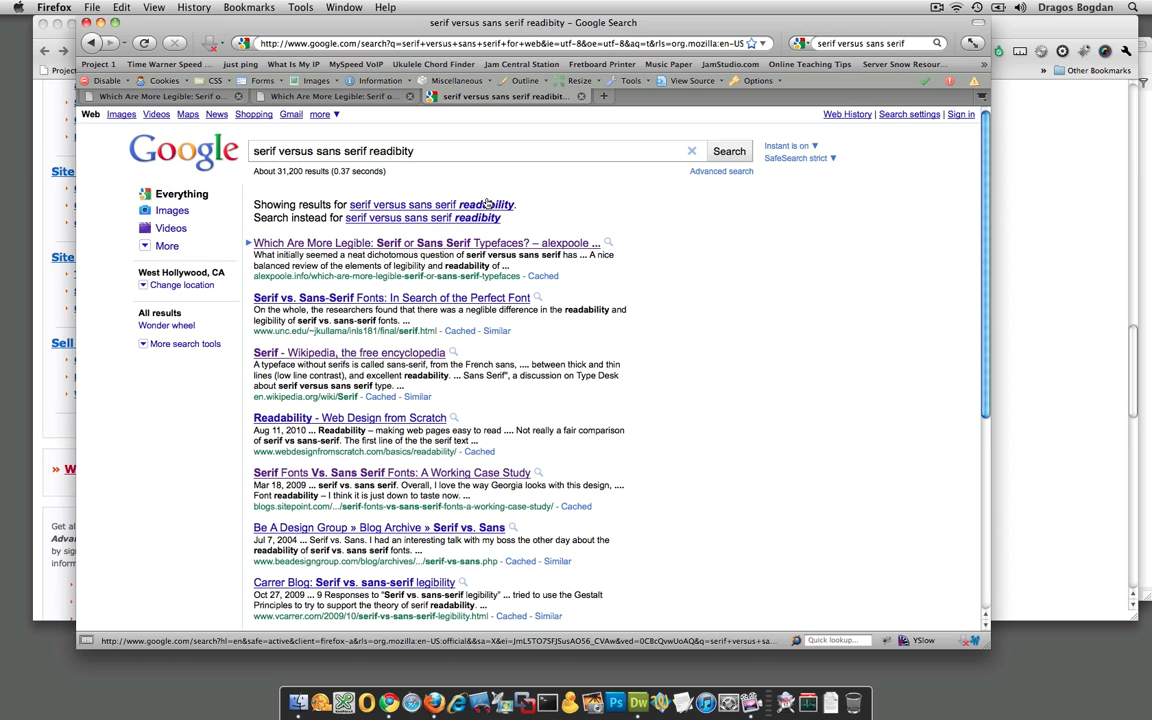 Firefox File Edit View History Bookmarks Tools Window Help Dragos Bogdan
serif versus sans serif readibity - Google Search
http://www.google.com/search?q=serif+versus+sans+serif+for+web&ie=utf-8&oe=utf-8&aq=t&rls=org.mozilla:en-US serif versus sans serif
Project 1 Time Warner Speed ... just ping What Is My IP MySpeed VoIP Ukulele Chord Finder Jam Central Station Fretboard Printer Music Paper JamStudio.com Online Teaching Tips Server Snow Resour... »
» Other Bookmarks
Project
Disable Cookies CSS Forms Images Information Miscellaneous Outline Resize Tools View Source Options
Which Are More Legible: Serif o... Which Are More Legible: Serif o... serif versus sans serif readibit...
Web Images Videos Maps News Shopping Gmail more ▼ Web History | Search settings | Sign in
Google serif versus sans serif readibity Search
Instant is on ▼
SafeSearch strict ▼
About 31,200 results (0.37 seconds) Advanced search
Everything
Images
Videos
More
West Hollywood, CA
Change location
All results
Wonder wheel
More search tools
Showing results for serif versus sans serif readability.
Search instead for serif versus sans serif readibity
Which Are More Legible: Serif or Sans Serif Typefaces? – alexpoole ...
What initially seemed a neat dichotomous question of serif versus sans serif has ... A nice
balanced review of the elements of legibility and readability of ...
alexpoole.info/which-are-more-legible-serif-or-sans-serif-typefaces - Cached
Serif vs. Sans-Serif Fonts: In Search of the Perfect Font
On the whole, the researchers found that there was a neglible difference in the readability and
legibility of serif vs. sans-serif fonts. ...
www.unc.edu/~jkullama/inls181/final/serif.html - Cached - Similar
Serif - Wikipedia, the free encyclopedia
A typeface without serifs is called sans-serif, from the French sans, .... between thick and thin
lines (low line contrast), and excellent readability. ... Sans Serif", a discussion on Type Desk
about serif versus sans serif type. ...
en.wikipedia.org/wiki/Serif - Cached - Similar
Readability - Web Design from Scratch
Aug 11, 2010 ... Readability – making web pages easy to read .... Not really a fair comparison
of serif vs sans-serif. The first line of the the serif text ...
www.webdesignfromscratch.com/basics/readability/ - Cached
Serif Fonts Vs. Sans Serif Fonts: A Working Case Study
Mar 18, 2009 ... serif vs. sans serif. Overall, I love the way Georgia looks with this design, ....
Font readability – I think it is just down to taste now. ...
blogs.sitepoint.com/.../serif-fonts-vs-sans-serif-fonts-a-working-case-study/ - Cached
Be A Design Group » Blog Archive » Serif vs. Sans
Jul 7, 2004 ... Serif vs. Sans. I had an interesting talk with my boss the other day about the
readability of serif vs. sans serif fonts. ...
www.beadesigngroup.com/blog/archives/.../serif-vs-sans.php - Cached - Similar
Carrer Blog: Serif vs. sans-serif legibility
Oct 27, 2009 ... 9 Responses to "Serif vs. sans-serif legibility" ... tried to use the Gestalt
Principles to try to support the theory of serif readability. ...
www.vcarrer.com/2009/10/serif-vs-sans-serif-legibility.html - Cached - Similar
Site
Site
Sell
» W
Get al
Advan
by sign
inform
Quick lookup... YSlow
Ps Dw